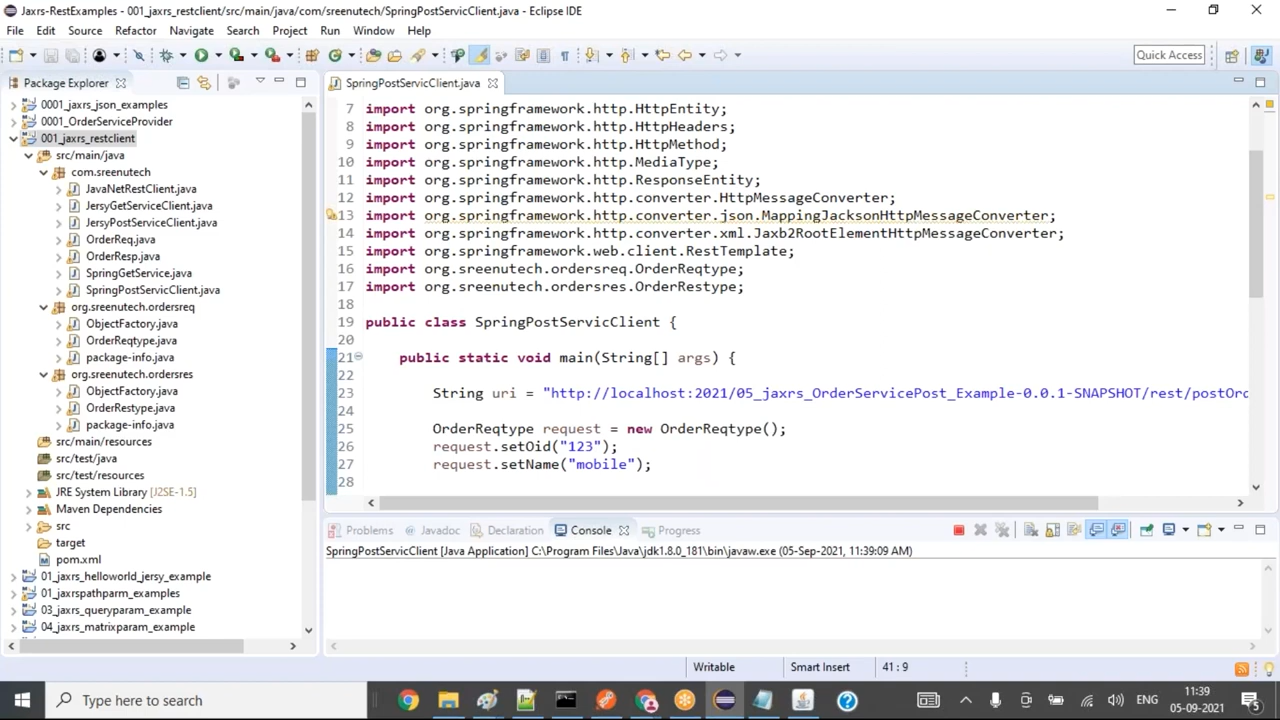 Jaxrs-RestExamples - 001_jaxrs_restclient/src/main/java/com/sreenutech/SpringPostServicClient.java - Eclipse IDE
File Edit Source Refactor Navigate Search Project Run Window Help
Quick Access
Package Explorer
0001_jaxrs_json_examples
0001_OrderServiceProvider
001_jaxrs_restclient
src/main/java
com.sreenutech
JavaNetRestClient.java
JersyGetServiceClient.java
JersyPostServiceClient.java
OrderReq.java
OrderResp.java
SpringGetService.java
SpringPostServicClient.java
org.sreenutech.ordersreq
ObjectFactory.java
OrderReqtype.java
package-info.java
org.sreenutech.ordersres
ObjectFactory.java
OrderRestype.java
package-info.java
src/main/resources
src/test/java
src/test/resources
JRE System Library [J2SE-1.5]
Maven Dependencies
src
target
pom.xml
01_jaxrs_helloworld_jersy_example
01_jaxrspathparm_examples
03_jaxrs_queryparam_example
04_jaxrs_matrixparam_example
SpringPostServicClient.java
7 import org.springframework.http.HttpEntity;
8 import org.springframework.http.HttpHeaders;
9 import org.springframework.http.HttpMethod;
10 import org.springframework.http.MediaType;
11 import org.springframework.http.ResponseEntity;
12 import org.springframework.http.converter.HttpMessageConverter;
13 import org.springframework.http.converter.json.MappingJacksonHttpMessageConverter;
14 import org.springframework.http.converter.xml.Jaxb2RootElementHttpMessageConverter;
15 import org.springframework.web.client.RestTemplate;
16 import org.sreenutech.ordersreq.OrderReqtype;
17 import org.sreenutech.ordersres.OrderRestype;
18
19 public class SpringPostServicClient {
20
21 public static void main(String[] args) {
22
23 String uri = "http://localhost:2021/05_jaxrs_OrderServicePost_Example-0.0.1-SNAPSHOT/rest/postOrd
24
25 OrderReqtype request = new OrderReqtype();
26 request.setOid("123");
27 request.setName("mobile");
28
Problems Javadoc Declaration Console Progress
SpringPostServicClient [Java Application] C:\Program Files\Java\jdk1.8.0_181\bin\javaw.exe (05-Sep-2021, 11:39:09 AM)
Writable Smart Insert 41 : 9
Type here to search
ENG
11:39
05-09-2021
5